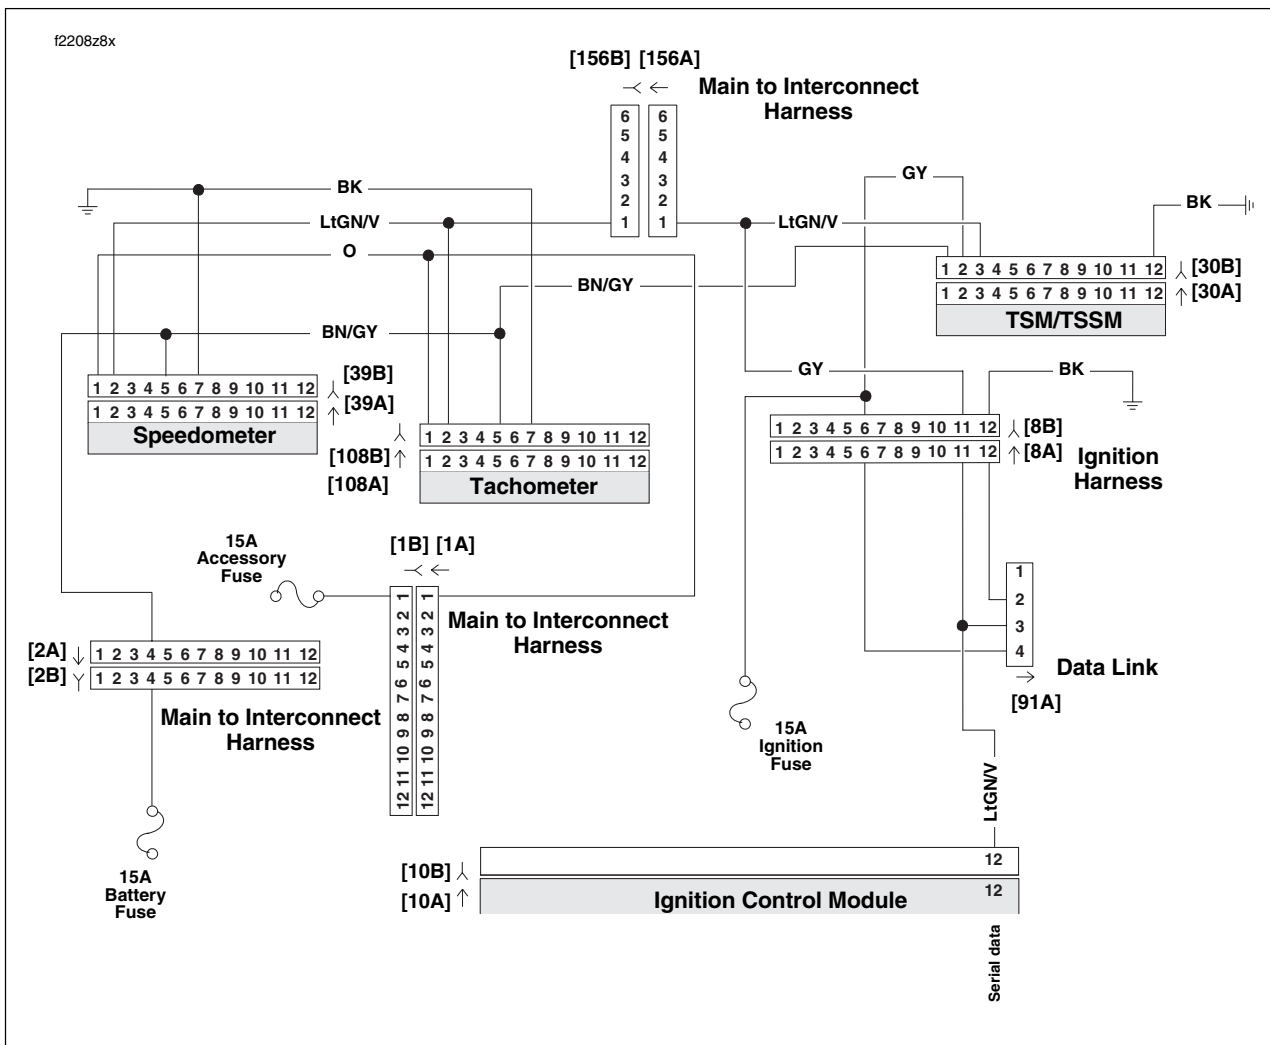 f2208z8x
[156B] [156A]
Main to Interconnect
Harness
6 6
5 5
4 4
3 3
2 2
1 1
BK
LtGN/V
O
BN/GY
BN/GY
LtGN/V
GY
BK
1 2 3 4 5 6 7 8 9 10 11 12 [30B]
1 2 3 4 5 6 7 8 9 10 11 12 [30A]
TSM/TSSM
[39B]
1 2 3 4 5 6 7 8 9 10 11 12
[39A]
1 2 3 4 5 6 7 8 9 10 11 12
Speedometer
1 2 3 4 5 6 7 8 9 10 11 12
[108B]
1 2 3 4 5 6 7 8 9 10 11 12
[108A]
Tachometer
GY
BK
1 2 3 4 5 6 7 8 9 10 11 12 [8B]
1 2 3 4 5 6 7 8 9 10 11 12 [8A]
Ignition
Harness
15A
Accessory
Fuse
[1B] [1A]
1 2 3 4 5 6 7 8 9 10 11 12
1 2 3 4 5 6 7 8 9 10 11 12
Main to Interconnect
Harness
[2A] 1 2 3 4 5 6 7 8 9 10 11 12
[2B] 1 2 3 4 5 6 7 8 9 10 11 12
Main to Interconnect
Harness
15A
Battery
Fuse
1
2
3
4
Data Link
[91A]
15A
Ignition
Fuse
LtGN/V
[10B] 12
[10A] 12
Ignition Control Module
Serial data